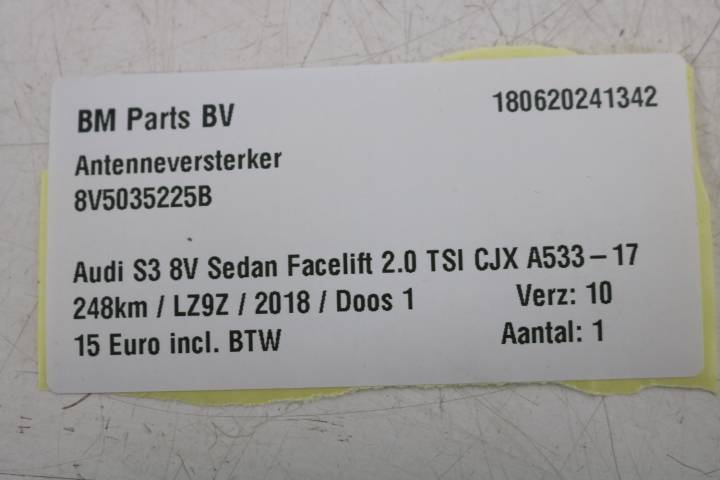 BM Parts BV 180620241342
Antenneversterker
8V5035225B
Audi S3 8V Sedan Facelift 2.0 TSI CJX A533-17
248km / LZ9Z / 2018 / Doos 1 Verz: 10
15 Euro incl. BTW Aantal: 1